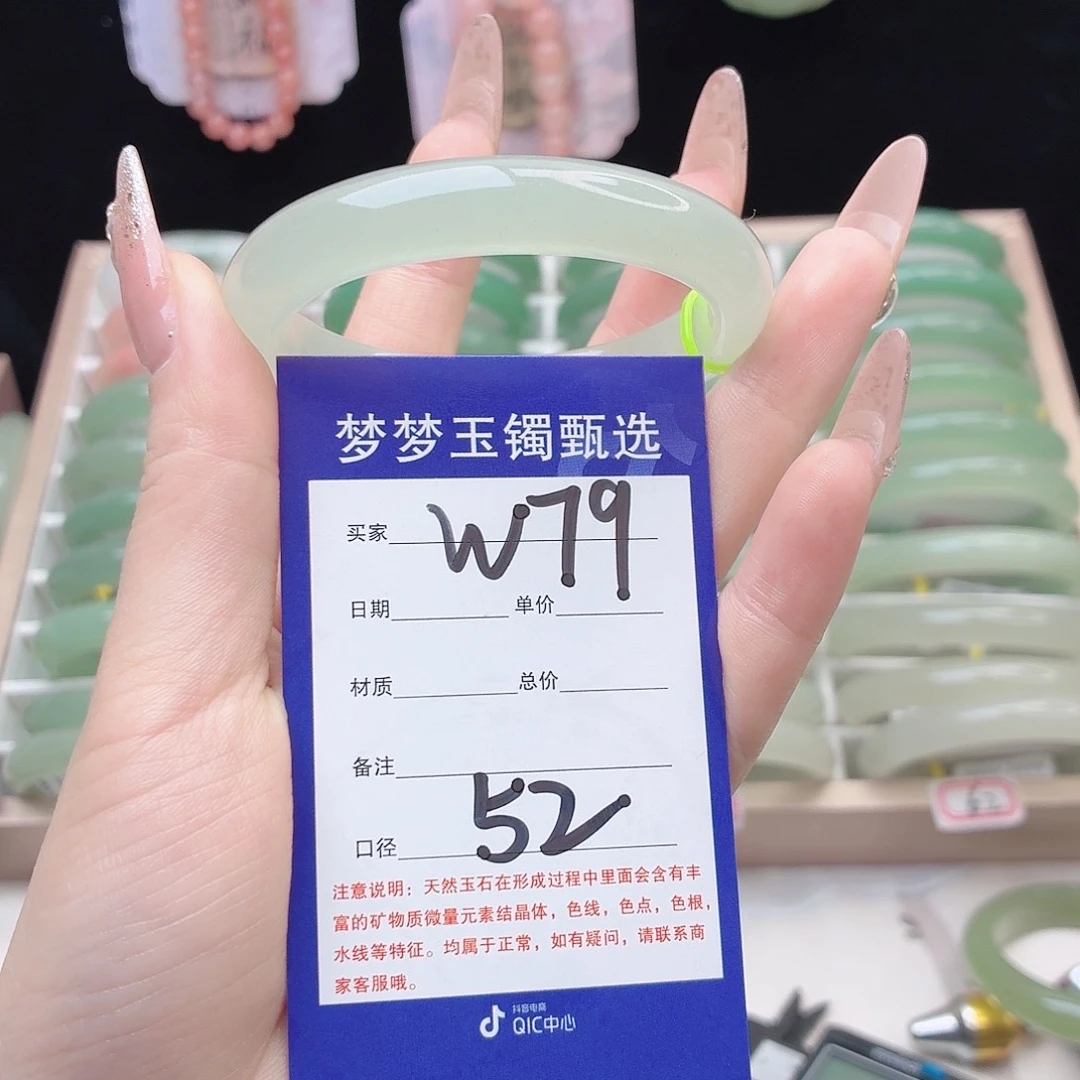 梦梦玉镯甄选
买家 W79
日期 单价
材质 总价
备注
口径 52
注意说明：天然玉石在形成过程中里面会含有丰
富的矿物质微量元素结晶体，色线，色点，色根，
水线等特征。均属于正常，如有疑问，请联系商
家客服哦。
抖音电商
QIC中心